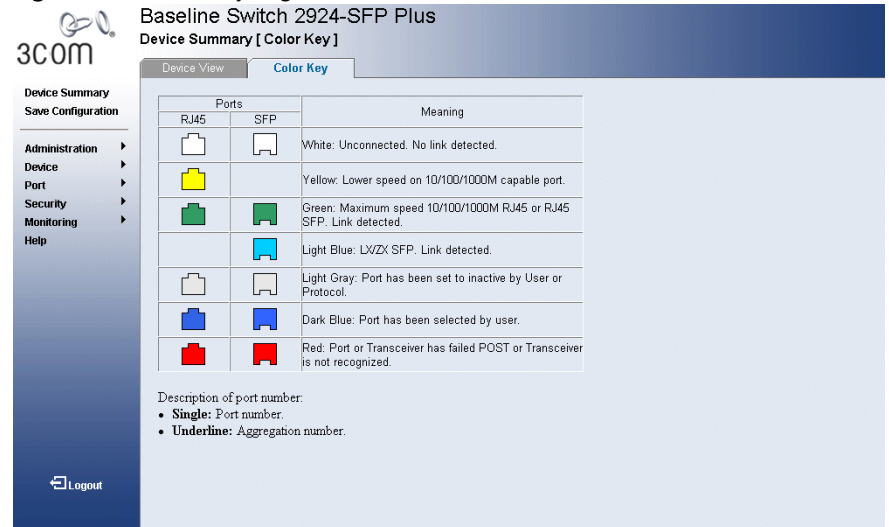 Baseline Switch 2924-SFP Plus
Device Summary [ Color Key ]
3COM
Device View
Color Key
Device Summary
Save Configuration
Administration
Device
Port
Security
Monitoring
Help
Logout
Ports
Meaning
RJ45
SFP
White: Unconnected. No link detected.
Yellow: Lower speed on 10/100/1000M capable port.
Green: Maximum speed 10/100/1000M RJ45 or RJ45
SFP. Link detected.
Light Blue: LX/ZX SFP. Link detected.
Light Gray: Port has been set to inactive by User or
Protocol.
Dark Blue: Port has been selected by user.
Red: Port or Transceiver has failed POST or Transceiver
is not recognized.
Description of port number:
• Single: Port number.
• Underline: Aggregation number.